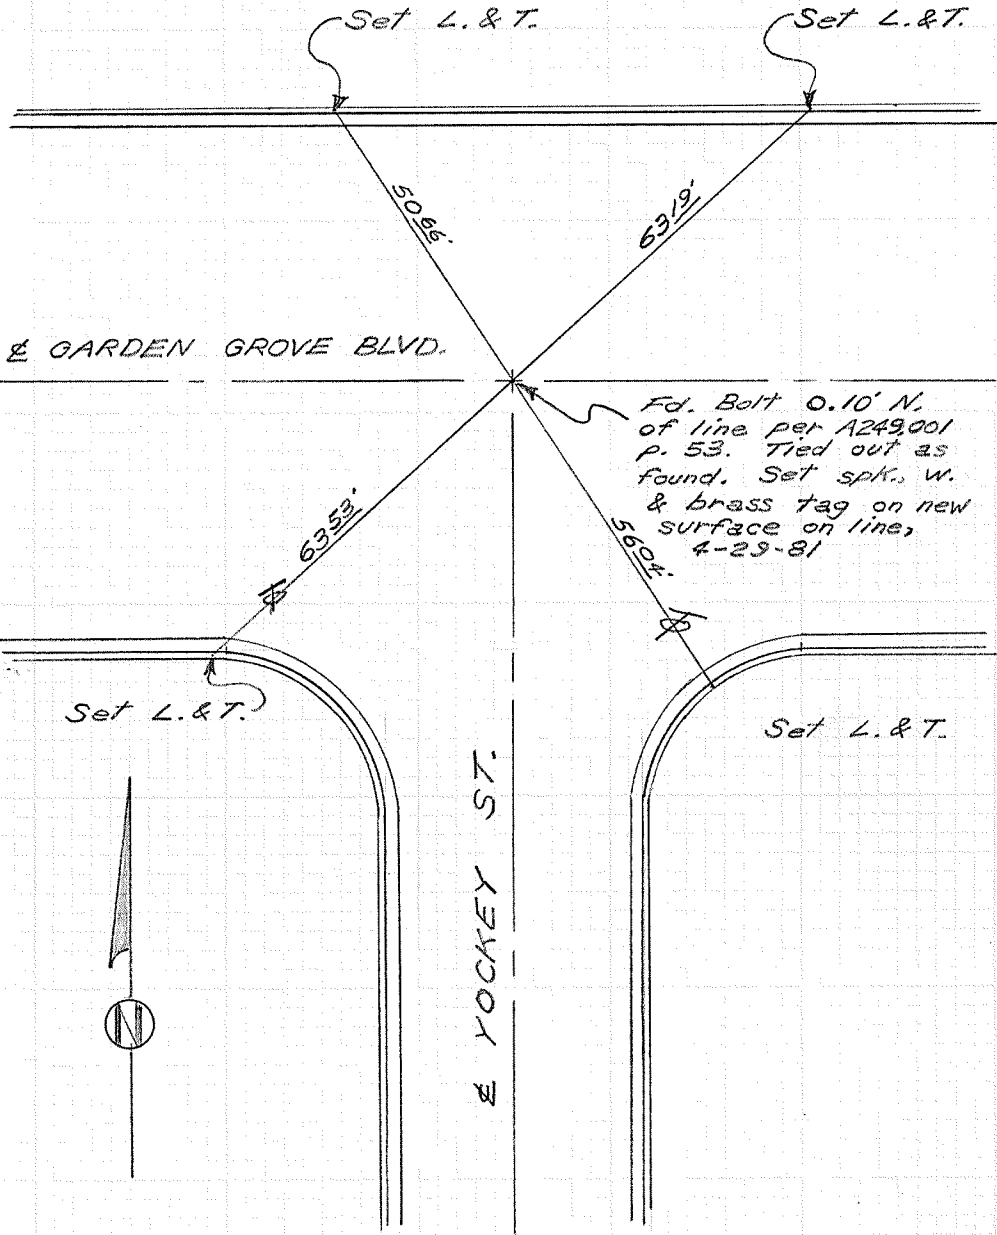 Set L. & T.
Set L. & T.
50.66'
63.19'
℄ GARDEN GROVE BLVD.
Fd. Bolt 0.10' N.
of line per A249.001
p. 53. Tied out as
found. Set spk., w.
& brass tag on new
surface on line,
4-29-81
63.53'
56.04'
Set L. & T.
Set L. & T.
℄ YOCKEY ST.
N